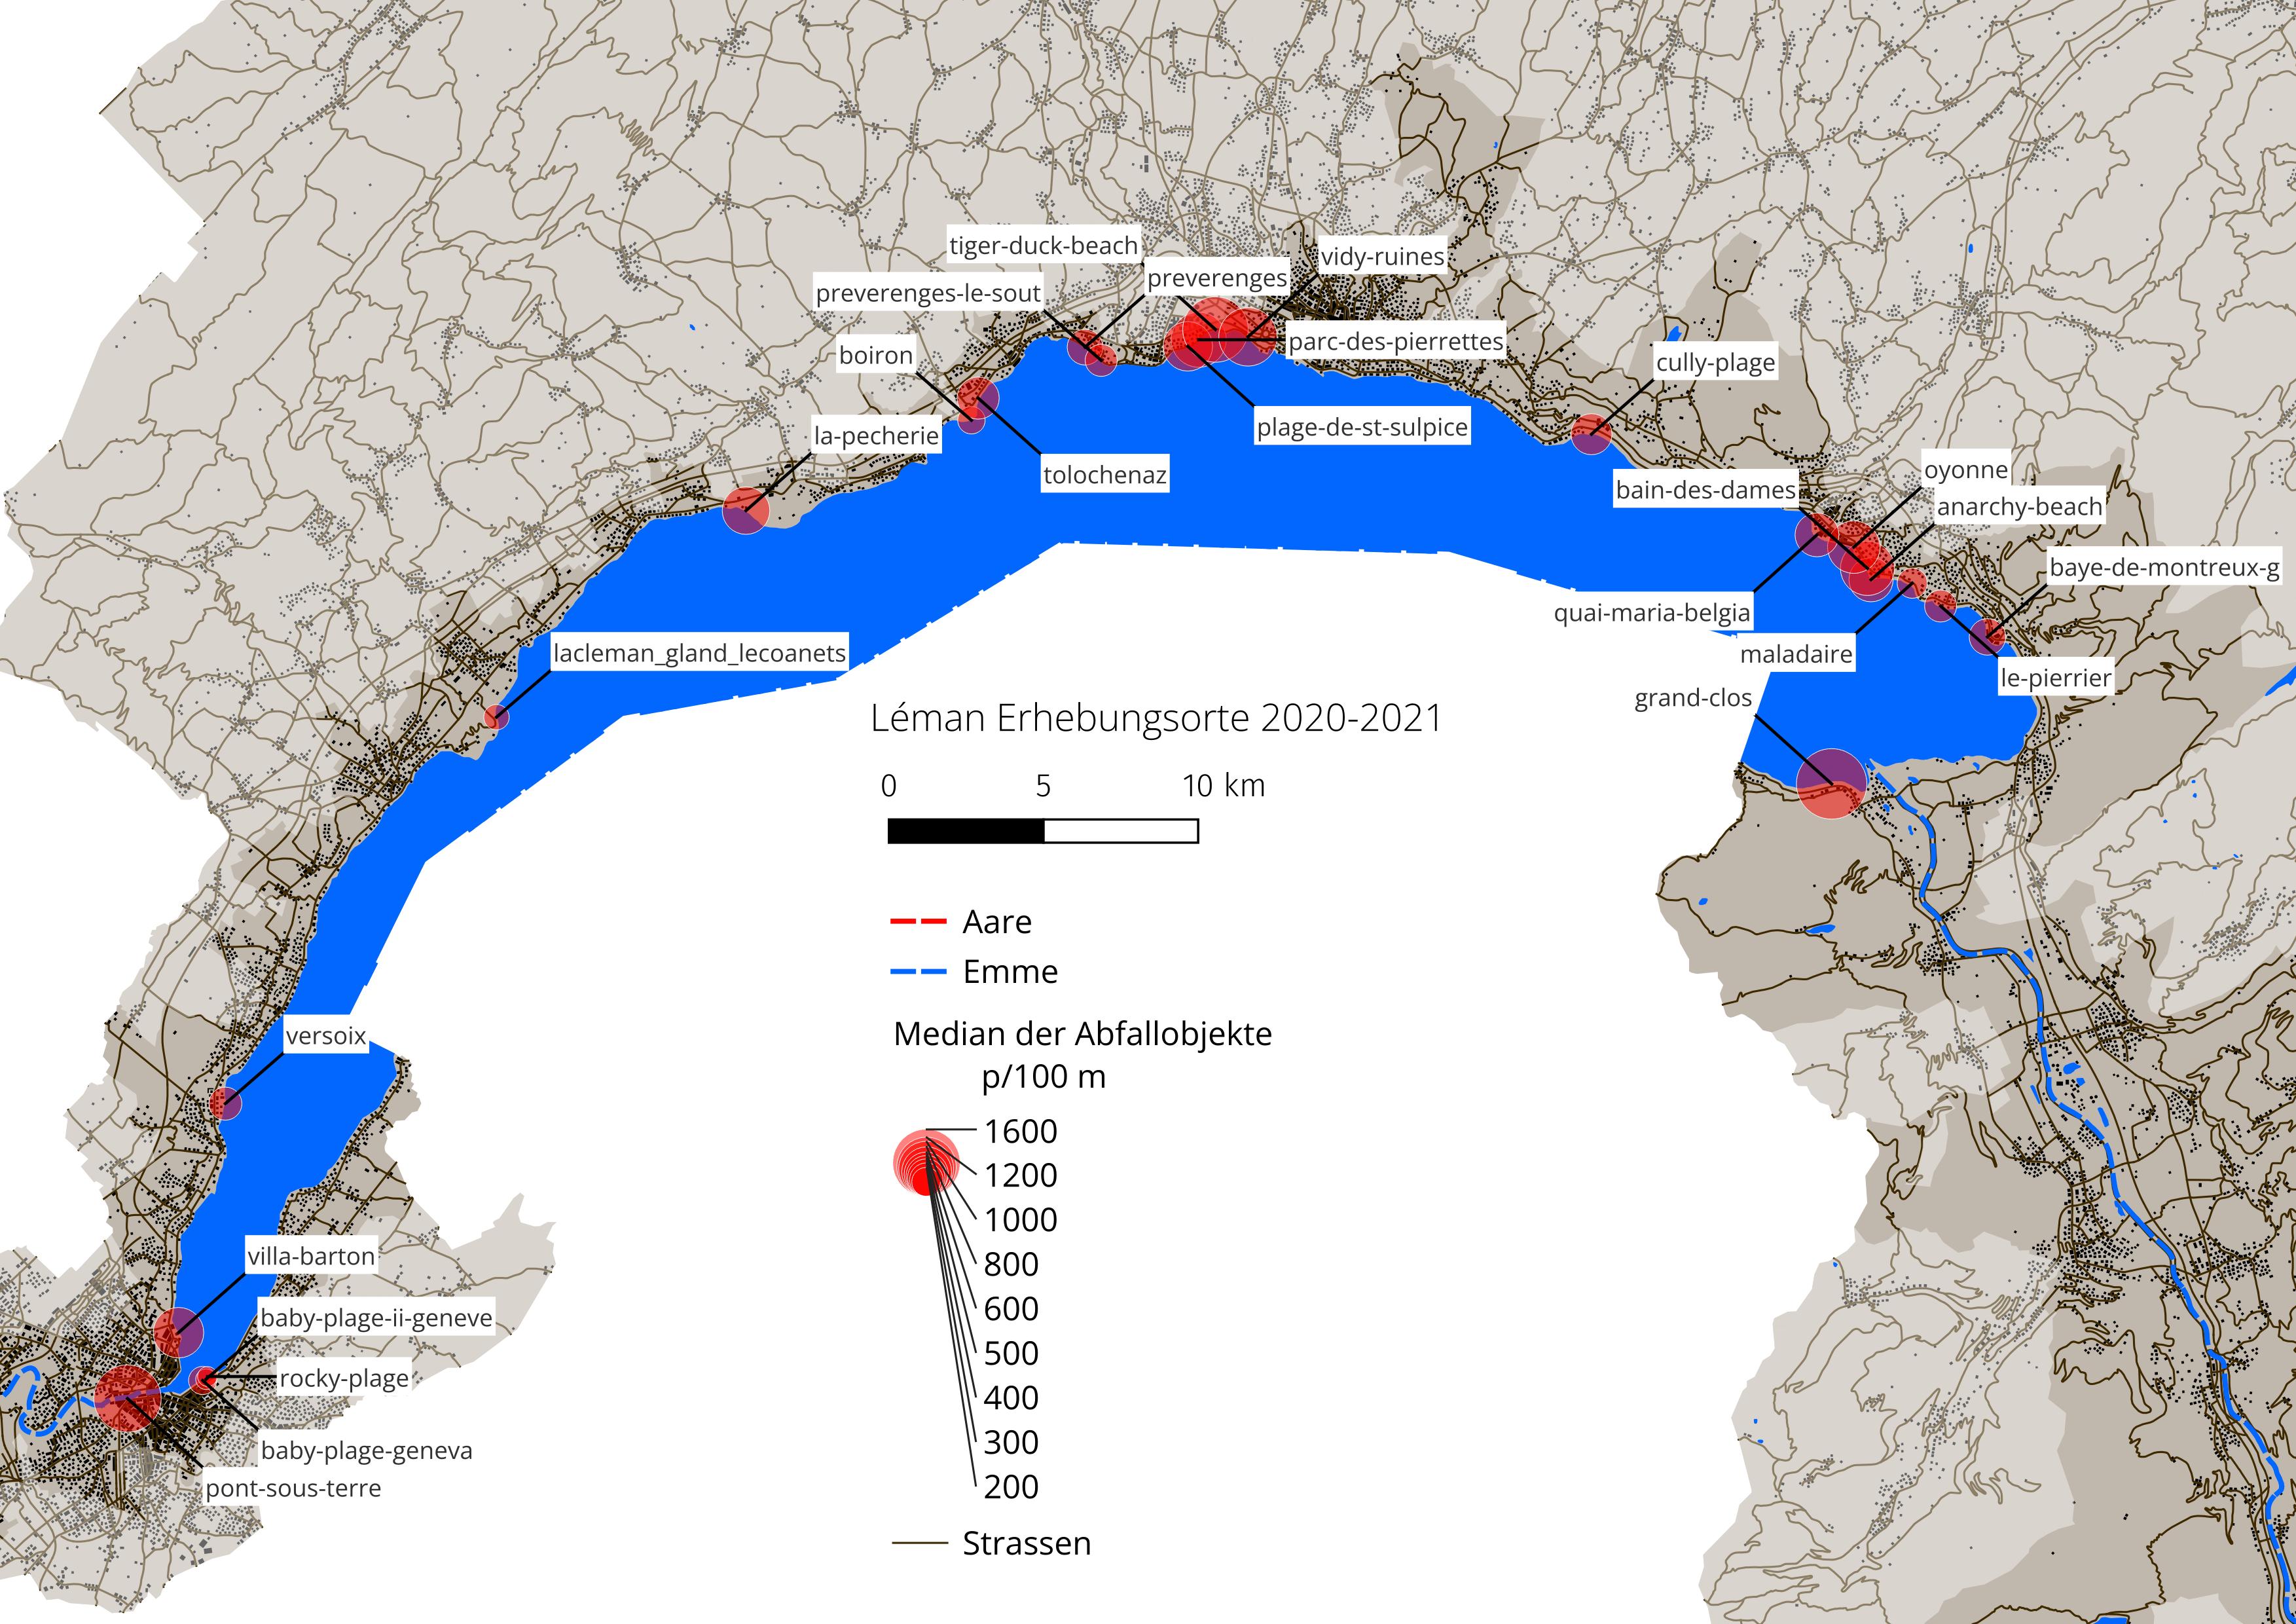 tiger-duck-beach
vidy-ruines
preverenges
preverenges-le-sout
boiron
parc-des-pierrettes
cully-plage
la-pecherie
plage-de-st-sulpice
tolochenaz
oyonne
bain-des-dames
anarchy-beach
baye-de-montreux-g
quai-maria-belgia
maladaire
lacleman_gland_lecoanets
le-pierrier
grand-clos
Léman Erhebungsorte 2020-2021
0 5 10 km
Aare
Emme
Median der Abfallobjekte
p/100 m
versoix
1600
1200
1000
800
600
500
400
300
200
Strassen
villa-barton
baby-plage-ii-geneve
rocky-plage
baby-plage-geneva
pont-sous-terre